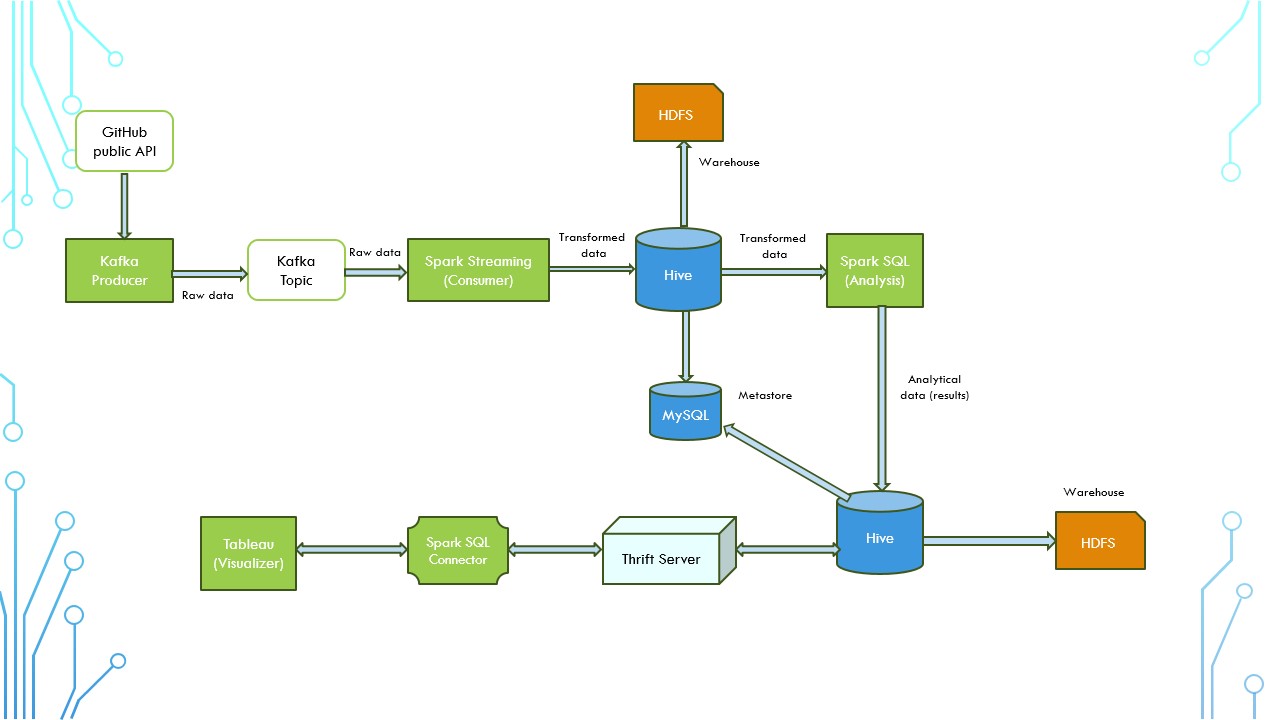 HDFS
GitHub
public API
Warehouse
Kafka
Producer
Raw data
Kafka
Topic
Raw data
Spark Streaming
(Consumer)
Transformed
data
Hive
Transformed
data
Spark SQL
(Analysis)
MySQL
Metastore
Analytical
data (results)
Tableau
(Visualizer)
Spark SQL
Connector
Thrift Server
Hive
Warehouse
HDFS